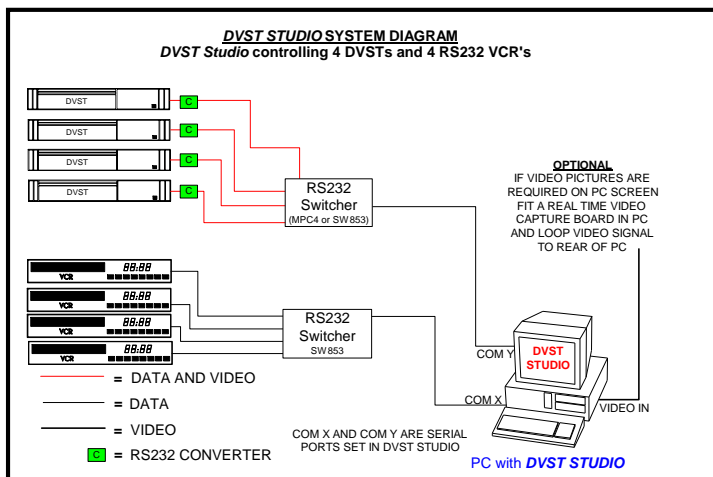 DVST STUDIO SYSTEM DIAGRAM
DVST Studio controlling 4 DVSTs and 4 RS232 VCR's
DVST
C
DVST
C
DVST
C
DVST
C
RS232
Switcher
(MPC4 or SW853)
OPTIONAL
IF VIDEO PICTURES ARE
REQUIRED ON PC SCREEN
FIT A REAL TIME VIDEO
CAPTURE BOARD IN PC
AND LOOP VIDEO SIGNAL
TO REAR OF PC
88:88
VCR
88:88
VCR
88:88
VCR
88:88
VCR
RS232
Switcher
SW853
COM Y
DVST
STUDIO
COM X
VIDEO IN
= DATA AND VIDEO
= DATA
= VIDEO
C = RS232 CONVERTER
COM X AND COM Y ARE SERIAL
PORTS SET IN DVST STUDIO
PC with DVST STUDIO